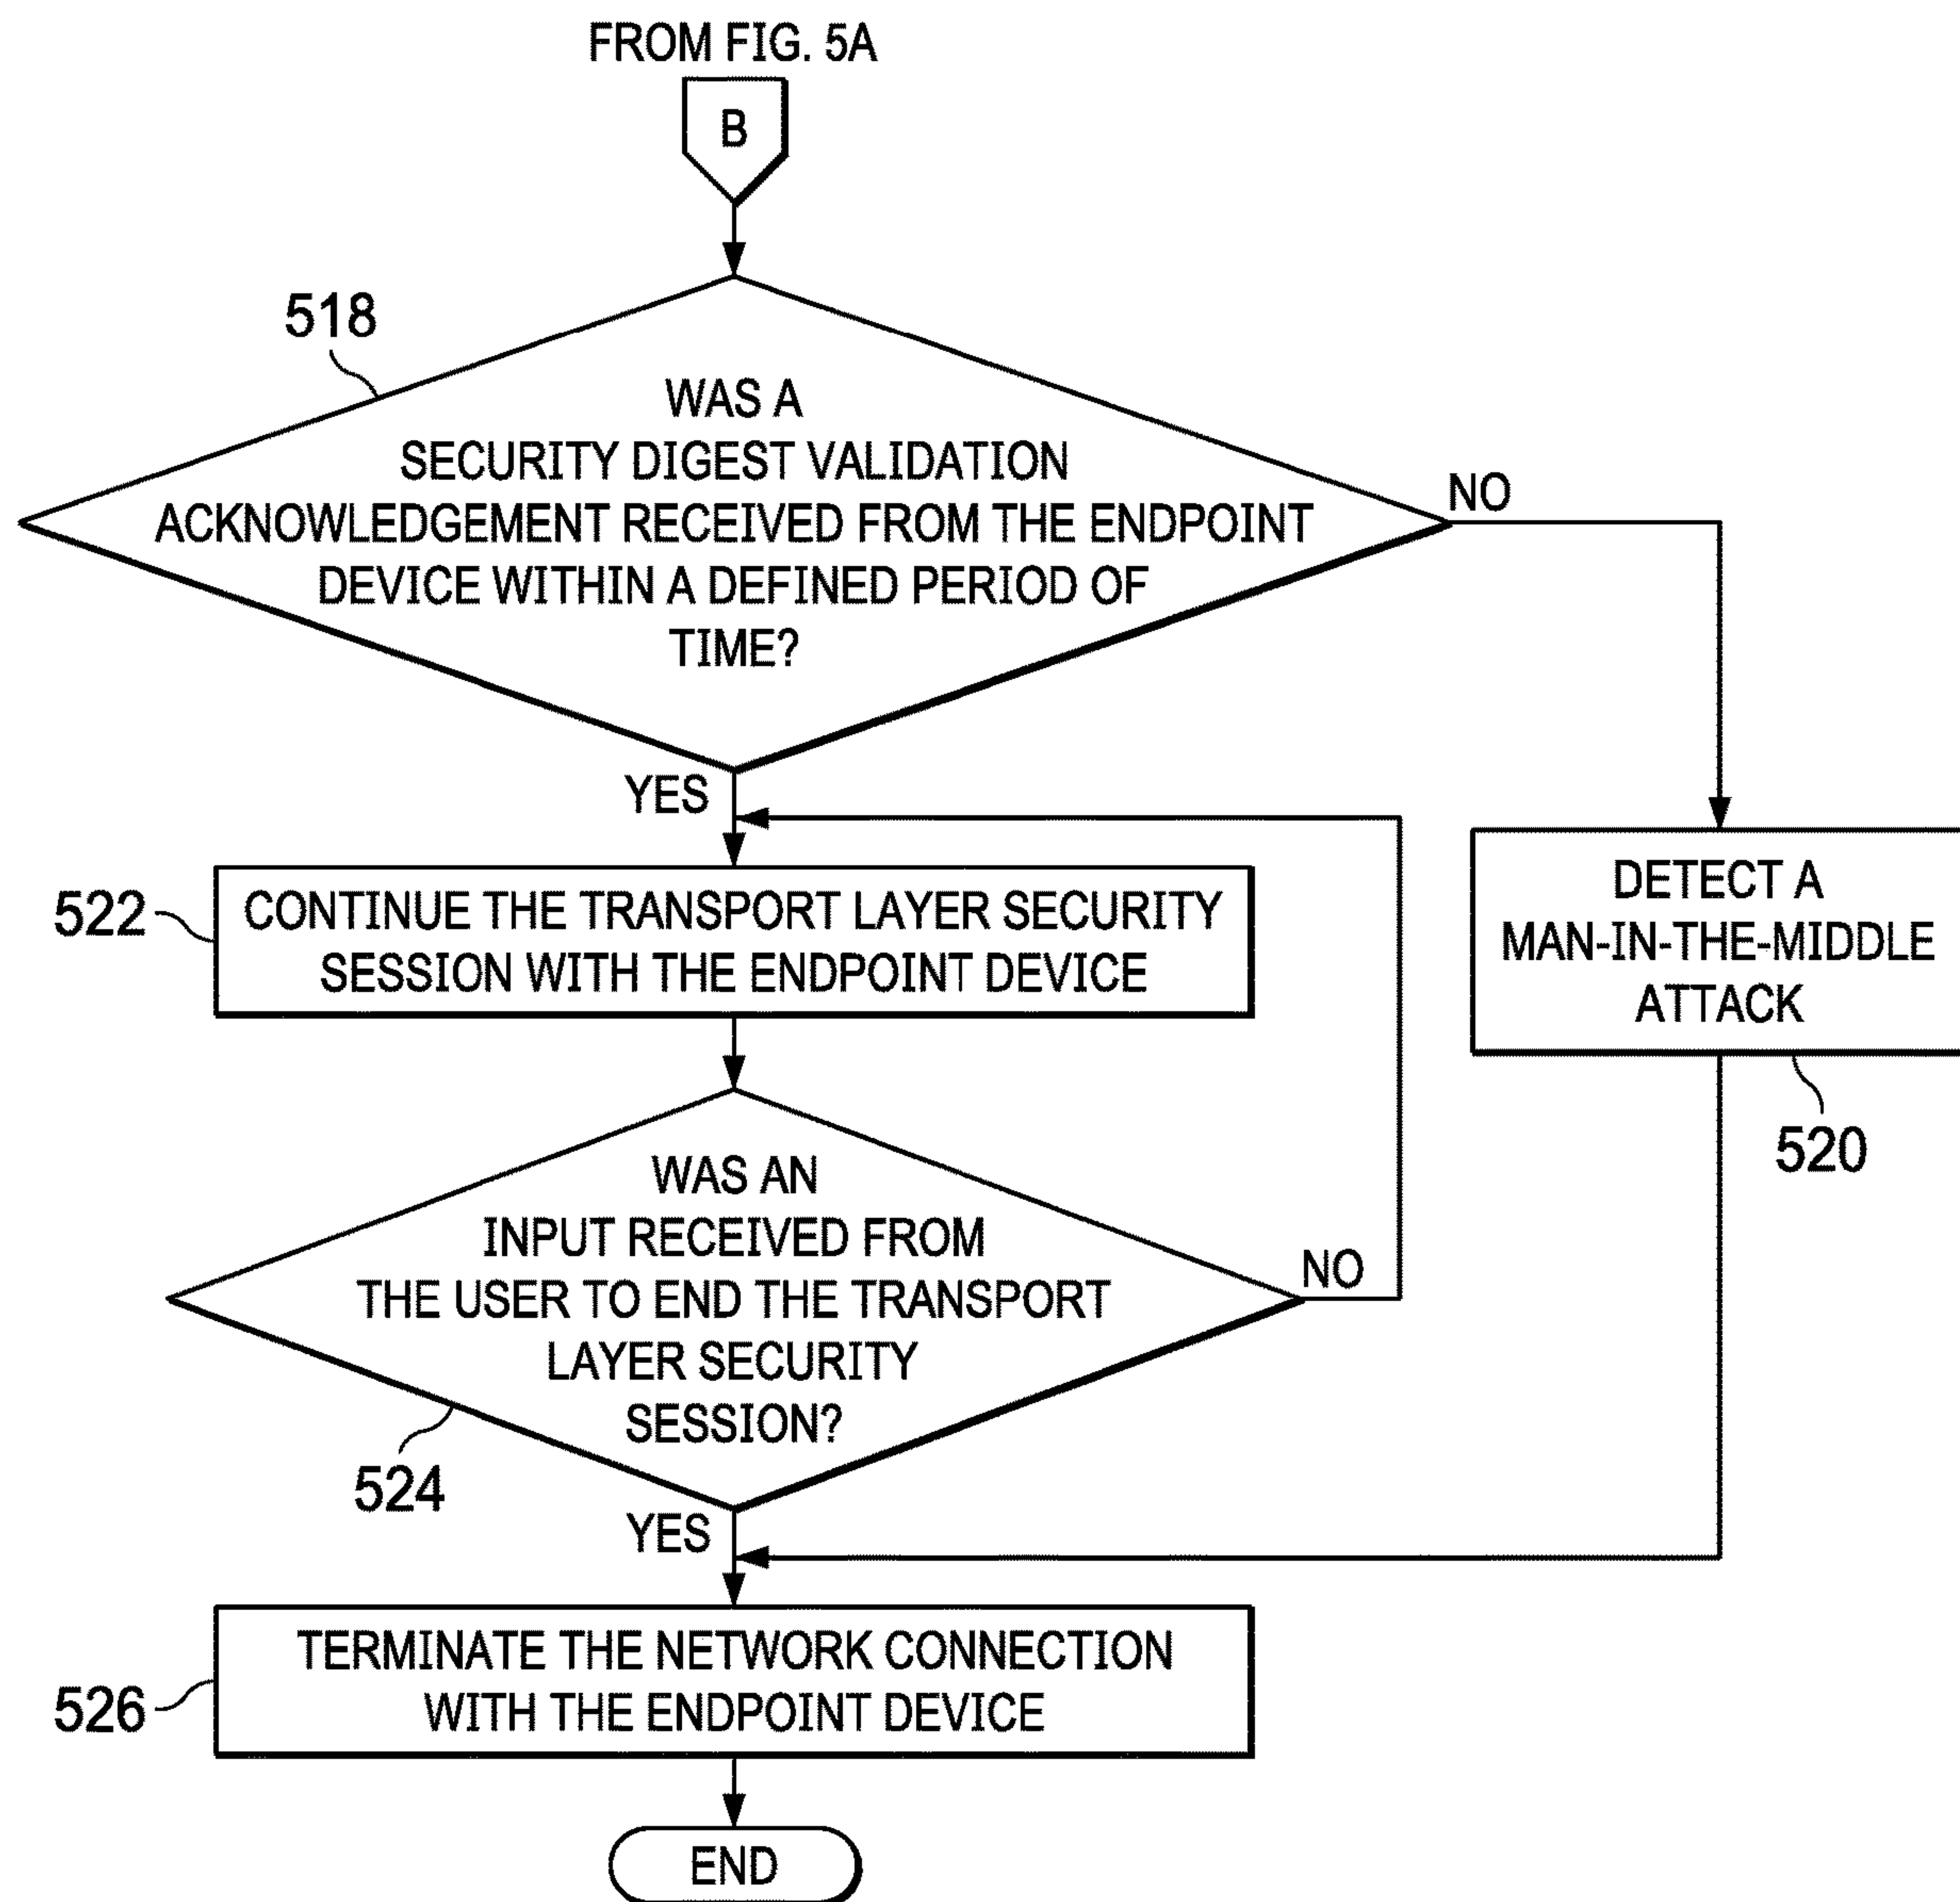 FROM FIG. 5A
B
518
WAS A
SECURITY DIGEST VALIDATION
ACKNOWLEDGEMENT RECEIVED FROM THE ENDPOINT
DEVICE WITHIN A DEFINED PERIOD OF
TIME?
NO
YES
522
CONTINUE THE TRANSPORT LAYER SECURITY
SESSION WITH THE ENDPOINT DEVICE
DETECT A
MAN-IN-THE-MIDDLE
ATTACK
520
WAS AN
INPUT RECEIVED FROM
THE USER TO END THE TRANSPORT
LAYER SECURITY
SESSION?
NO
524
YES
526
TERMINATE THE NETWORK CONNECTION
WITH THE ENDPOINT DEVICE
END